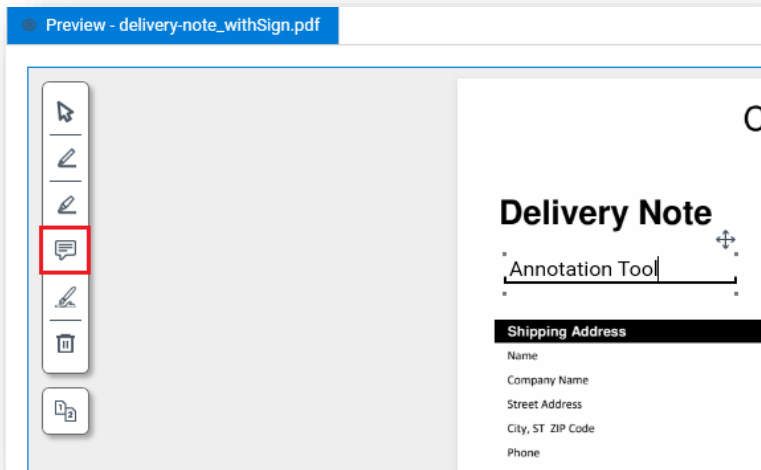 Preview - delivery-note_withSign.pdf
Delivery Note
Annotation Tool
Shipping Address
Name
Company Name
Street Address
City, ST ZIP Code
Phone